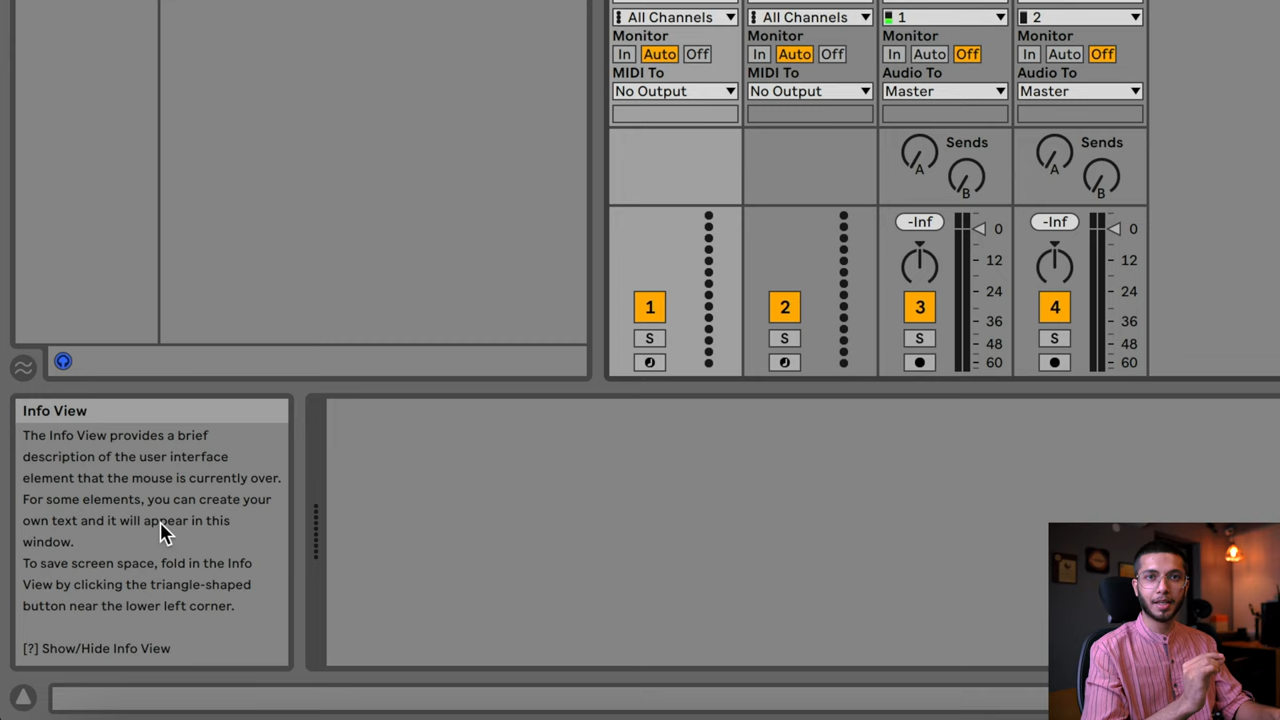 All Channels All Channels 1 2
Monitor Monitor Monitor Monitor
In Auto Off In Auto Off In Auto Off In Auto Off
MIDI To MIDI To Audio To Audio To
No Output No Output Master Master
Sends Sends
A A
B B
-Inf -Inf
0 0
12 12
24 24
1 2 3 4
36 36
S S S S
48 48
60 60
Info View
The Info View provides a brief
description of the user interface
element that the mouse is currently over.
For some elements, you can create your
own text and it will appear in this
window.
To save screen space, fold in the Info
View by clicking the triangle-shaped
button near the lower left corner.
[?] Show/Hide Info View